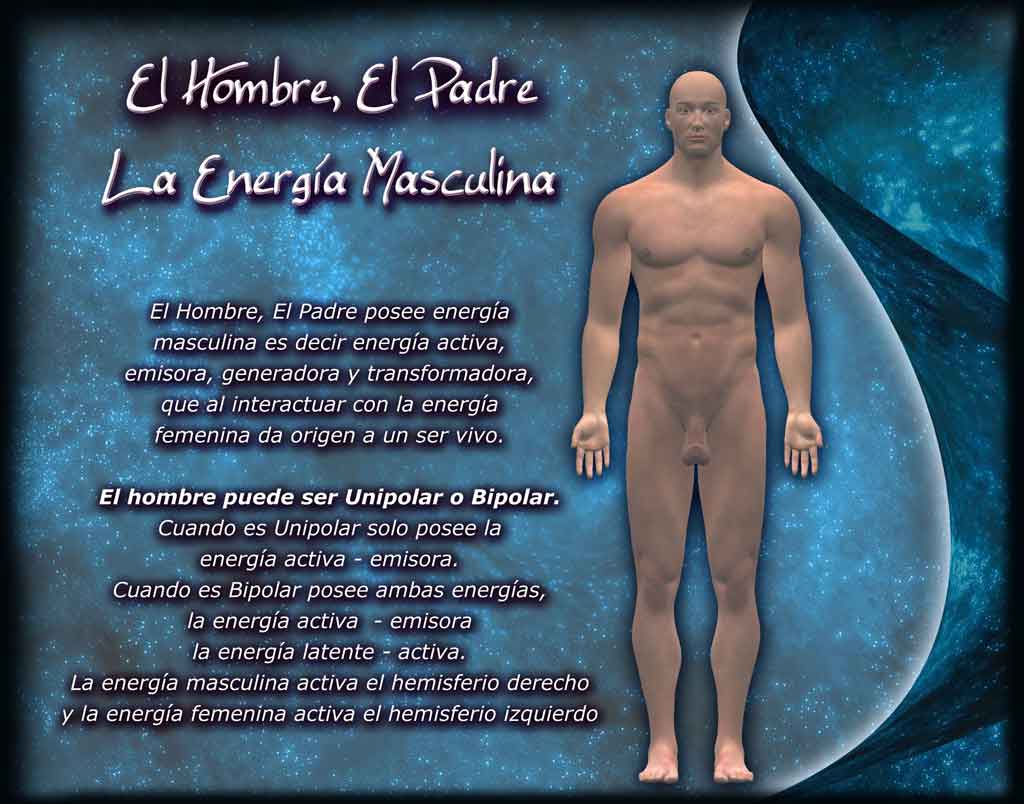 El Hombre, El Padre
La Energía Masculina
El Hombre, El Padre posee energía
masculina es decir energía activa,
emisora, generadora y transformadora,
que al interactuar con la energía
femenina da origen a un ser vivo.
El hombre puede ser Unipolar o Bipolar.
Cuando es Unipolar solo posee la
energía activa - emisora.
Cuando es Bipolar posee ambas energías,
la energía activa - emisora
la energía latente - activa.
La energía masculina activa el hemisferio derecho
y la energía femenina activa el hemisferio izquierdo